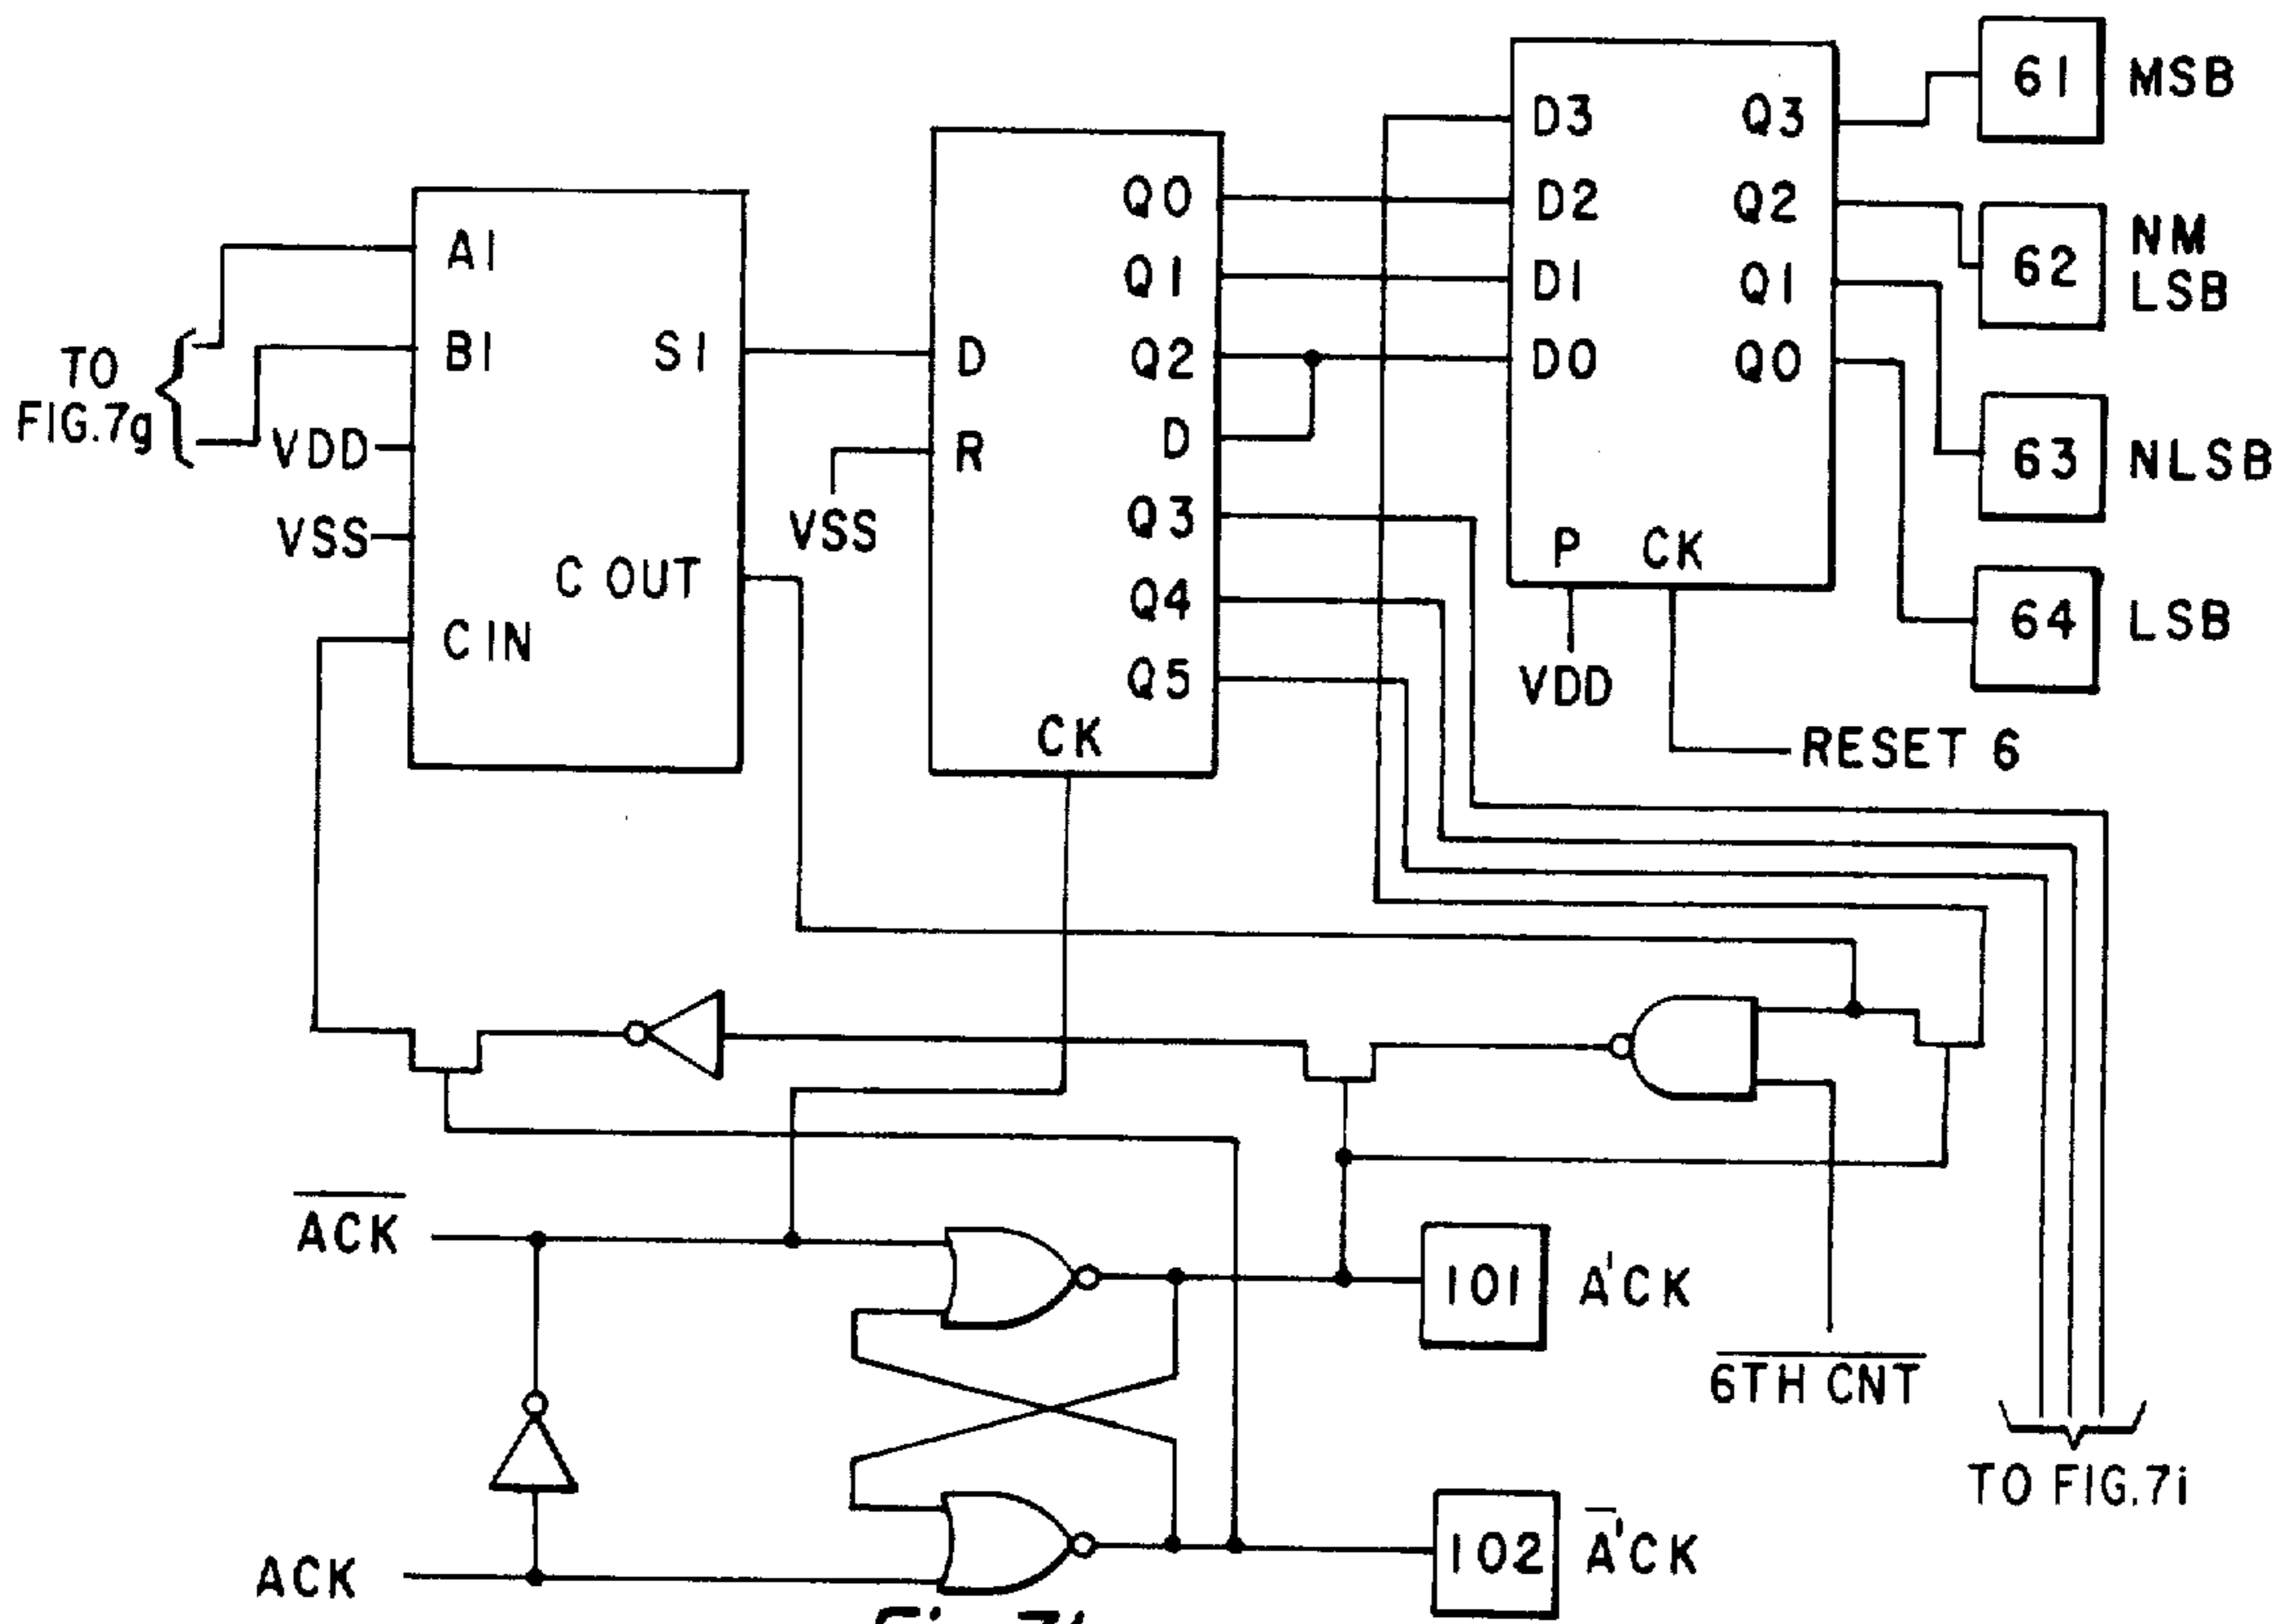 61 MSB
D3 Q3
Q0 D2 Q2 62 NM
LSB
A1 Q1 D1 Q1
TO
FIG.7g
B1 S1 D Q2 D0 Q0
D 63 NLSB
VDD R
VSS VSS Q3 P CK
C OUT Q4 64 LSB
C IN Q5 VDD
CK RESET 6
ACK
101 A'CK
6TH CNT
TO FIG.7i
102 A'CK
ACK